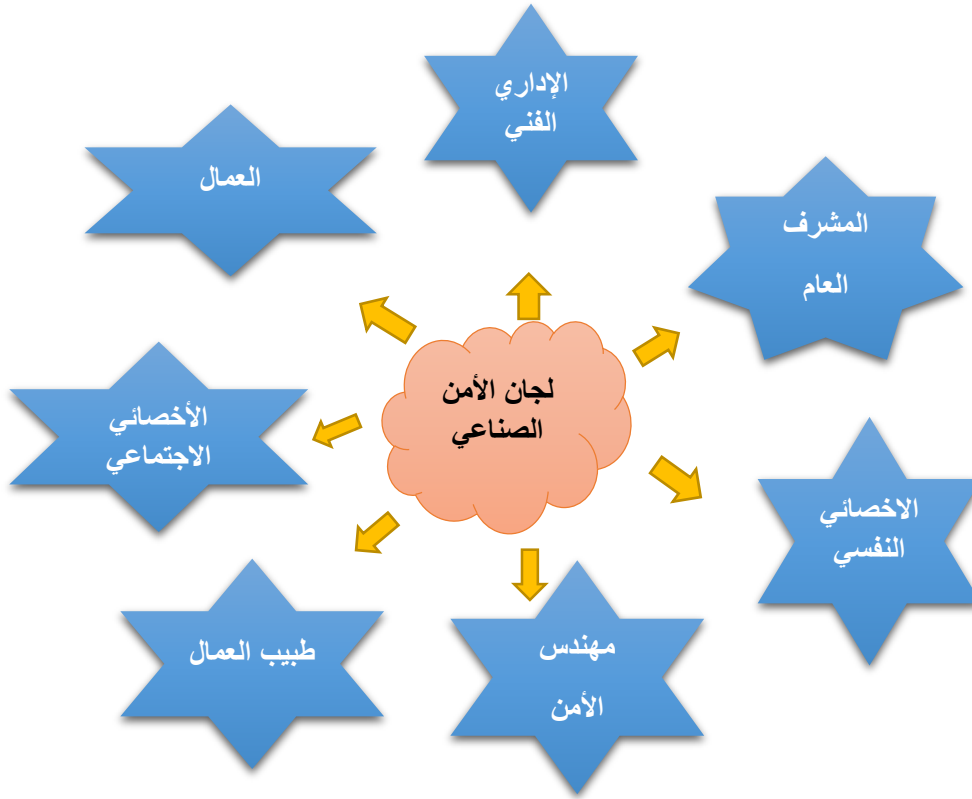 الإداري
الفني
العمال
المشرف
العام
لجان الأمن
الصناعي
الأخصائي
الاجتماعي
الاخصائي
النفسي
طبيب العمال
مهندس
الأمن